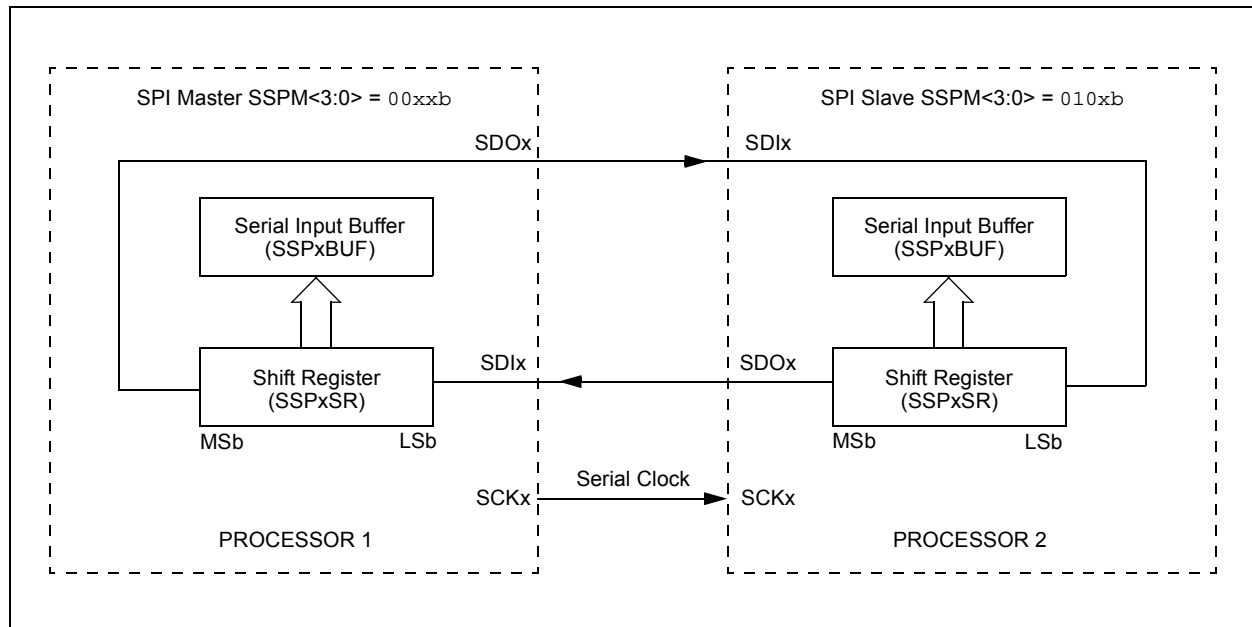 SPI Master SSPM<3:0> = 00xxb
SDOx
Serial Input Buffer
(SSPxBUF)
Shift Register
(SSPxSR)
MSb
LSb
SDIx
SCKx
PROCESSOR 1
Serial Clock
SPI Slave SSPM<3:0> = 010xb
SDIx
Serial Input Buffer
(SSPxBUF)
SDOx
Shift Register
(SSPxSR)
MSb
LSb
SCKx
PROCESSOR 2